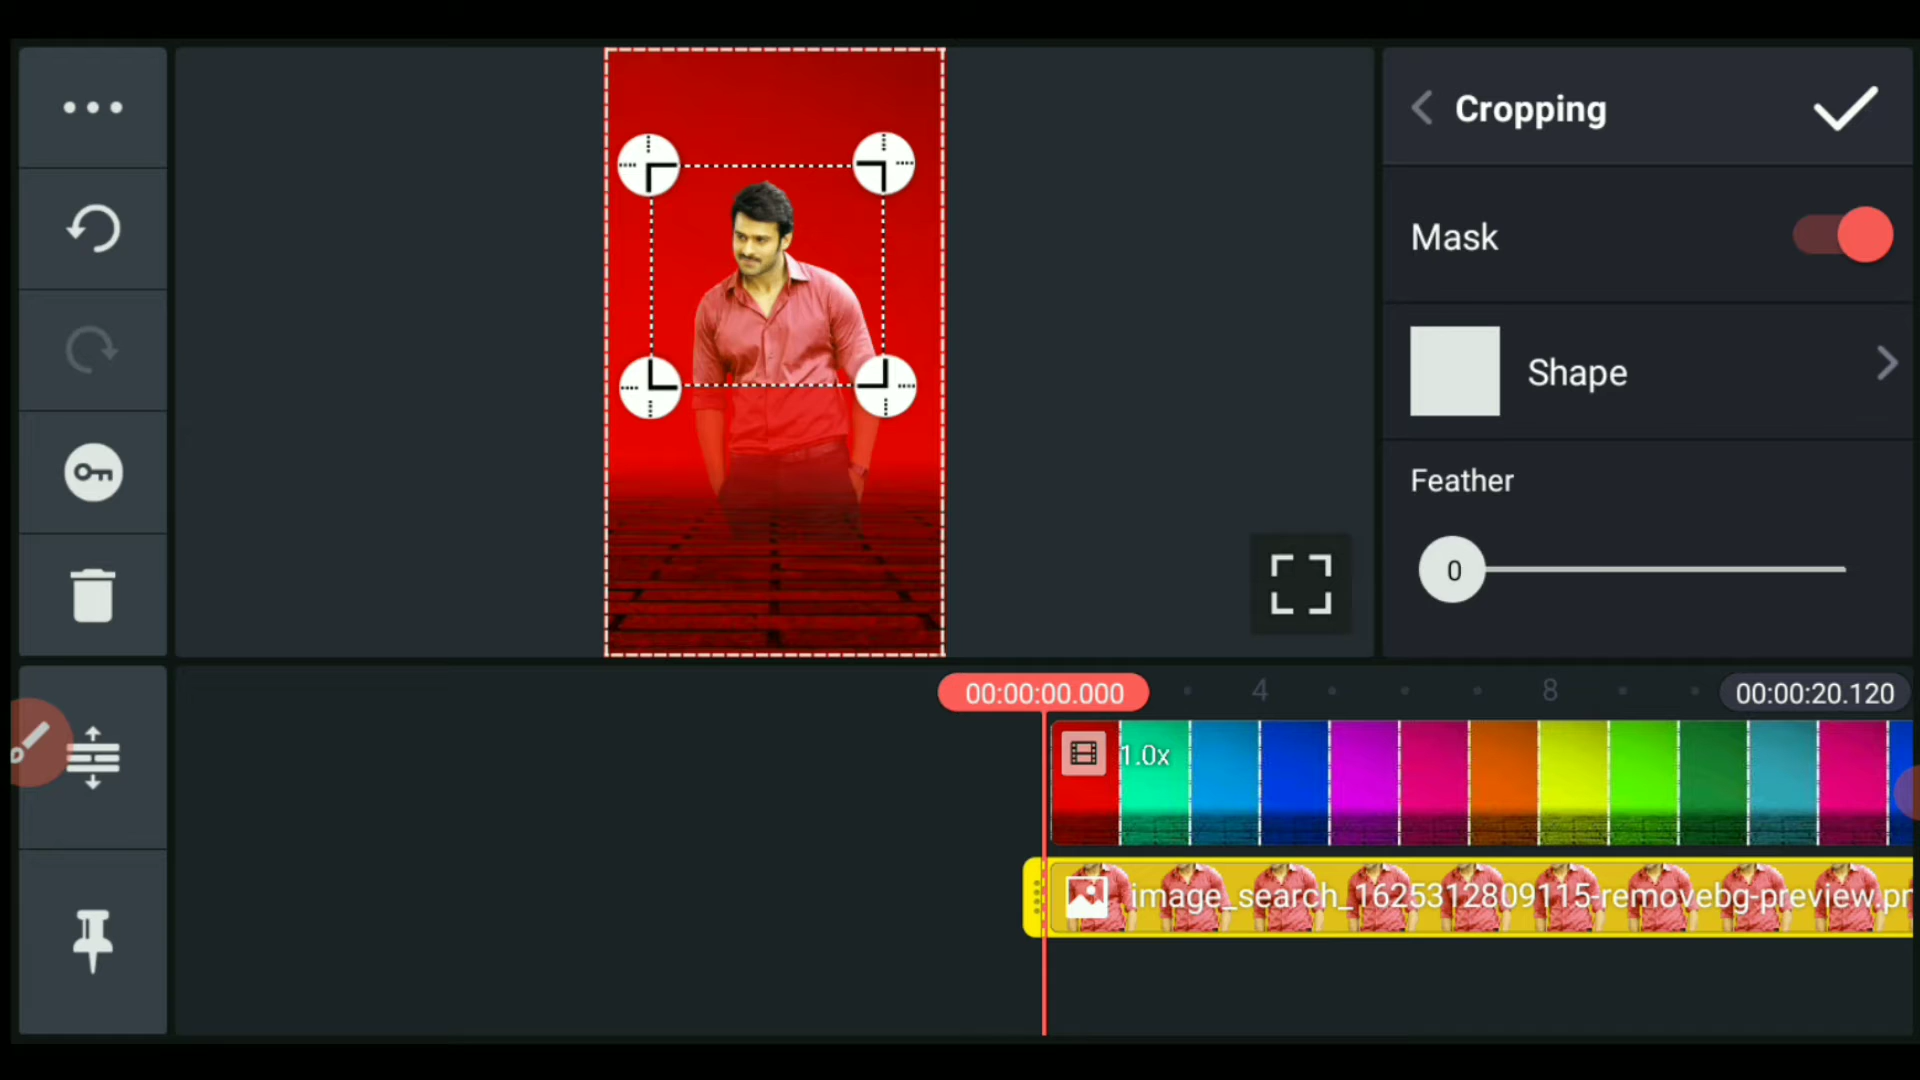 Cropping
Mask
Shape
Feather
0
00:00:00.000
4
8
00:00:20.120
1.0x
image_search_1625312809115-removebg-preview.pr